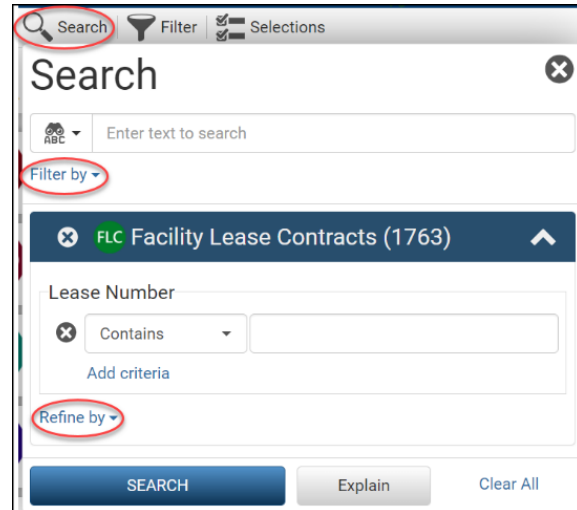 Search Filter Selections
Search
ABC Enter text to search
Filter by
FLC Facility Lease Contracts (1763)
Lease Number
Contains
Add criteria
Refine by
SEARCH Explain Clear All